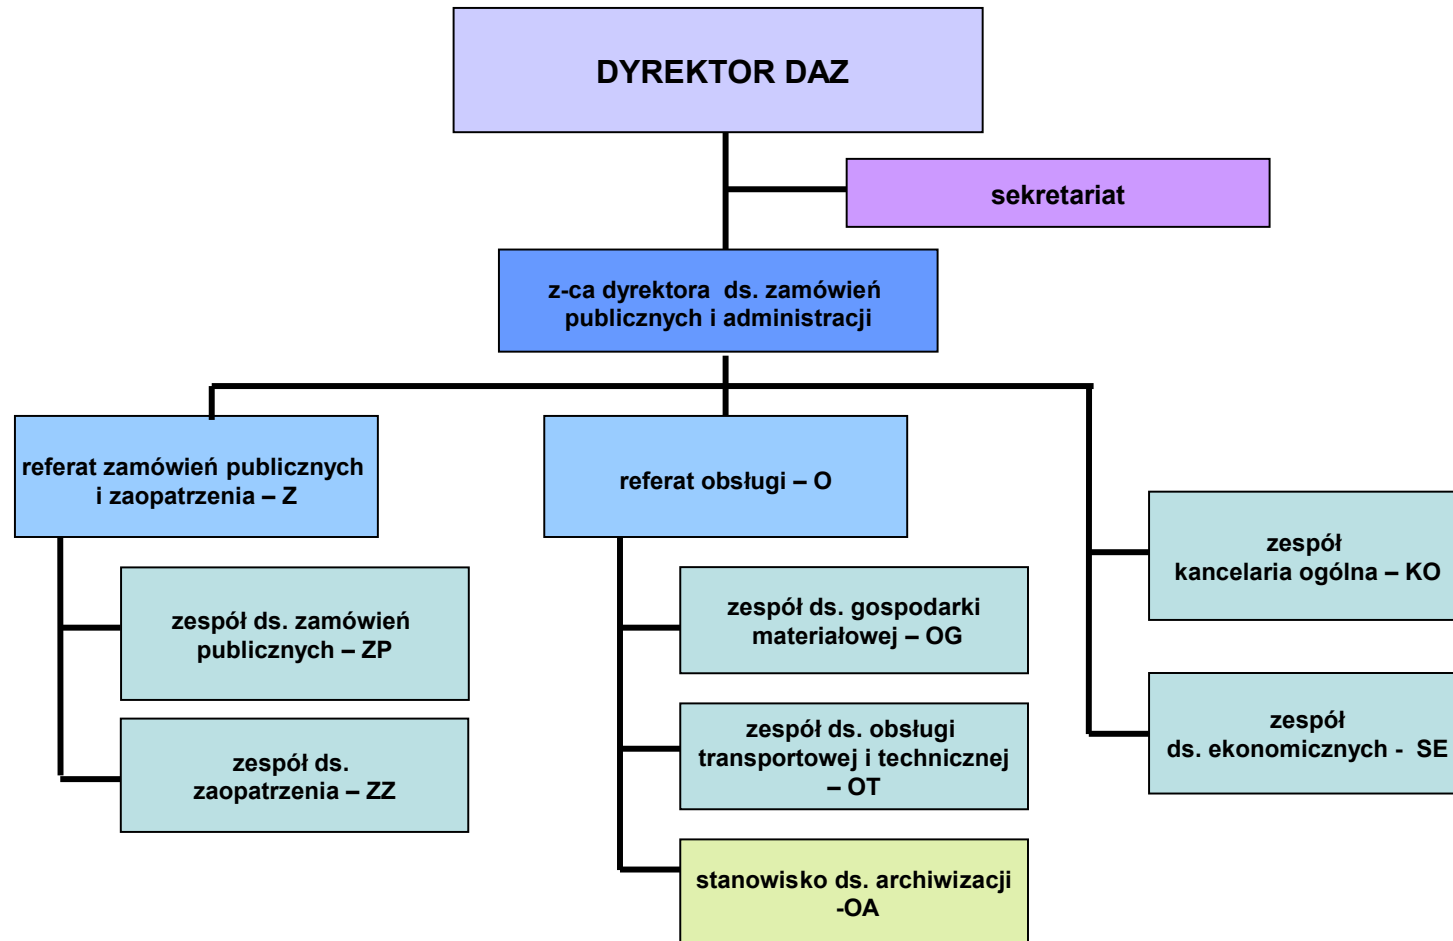 DYREKTOR DAZ
sekretariat
z-ca dyrektora  ds. zamówień
publicznych i administracji
referat zamówień publicznych
i zaopatrzenia – Z
referat obsługi – O
zespół ds. zamówień
publicznych – ZP
zespół ds.
zaopatrzenia – ZZ
zespół ds. gospodarki
materiałowej – OG
zespół ds. obsługi
transportowej i technicznej
– OT
stanowisko ds. archiwizacji
-OA
zespół
kancelaria ogólna – KO
zespół
ds. ekonomicznych -  SE